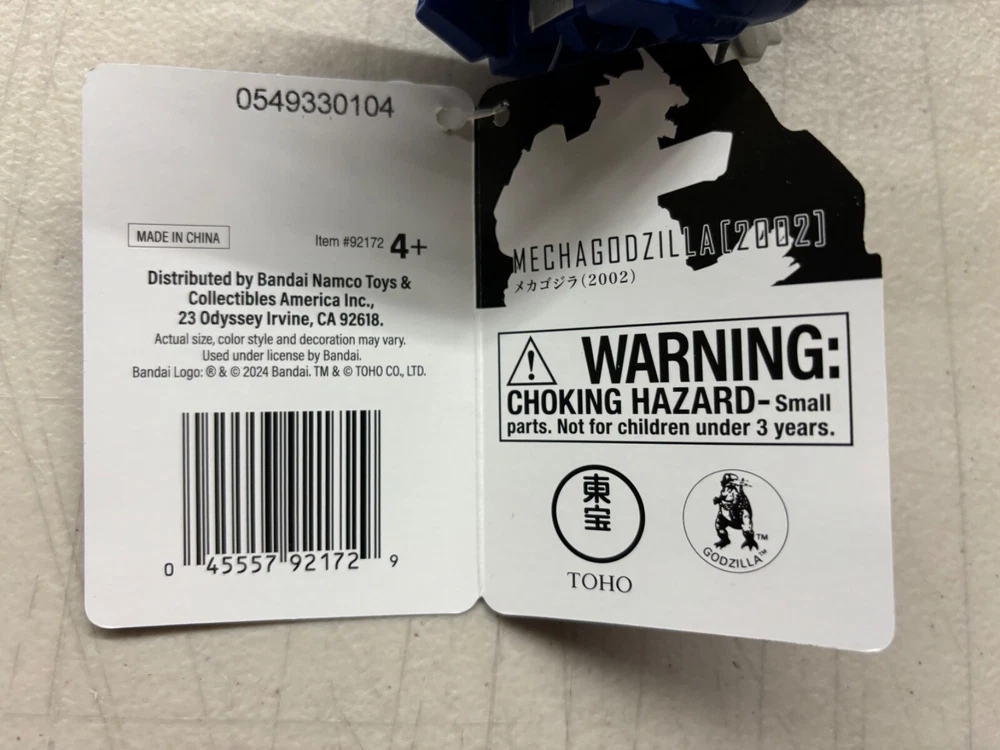 0549330104
MADE IN CHINA
Item #92172 4+
Distributed by Bandai Namco Toys &
Collectibles America Inc.,
23 Odyssey Irvine, CA 92618.
Actual size, color style and decoration may vary.
Used under license by Bandai.
Bandai Logo: ® & © 2024 Bandai. TM & © TOHO CO., LTD.
0 45557 92172 9
MECHAGODZILLA[2002]
メカゴジラ(2002)
WARNING:
CHOKING HAZARD- Small
parts. Not for children under 3 years.
東宝
TOHO
TM
GODZILLA™